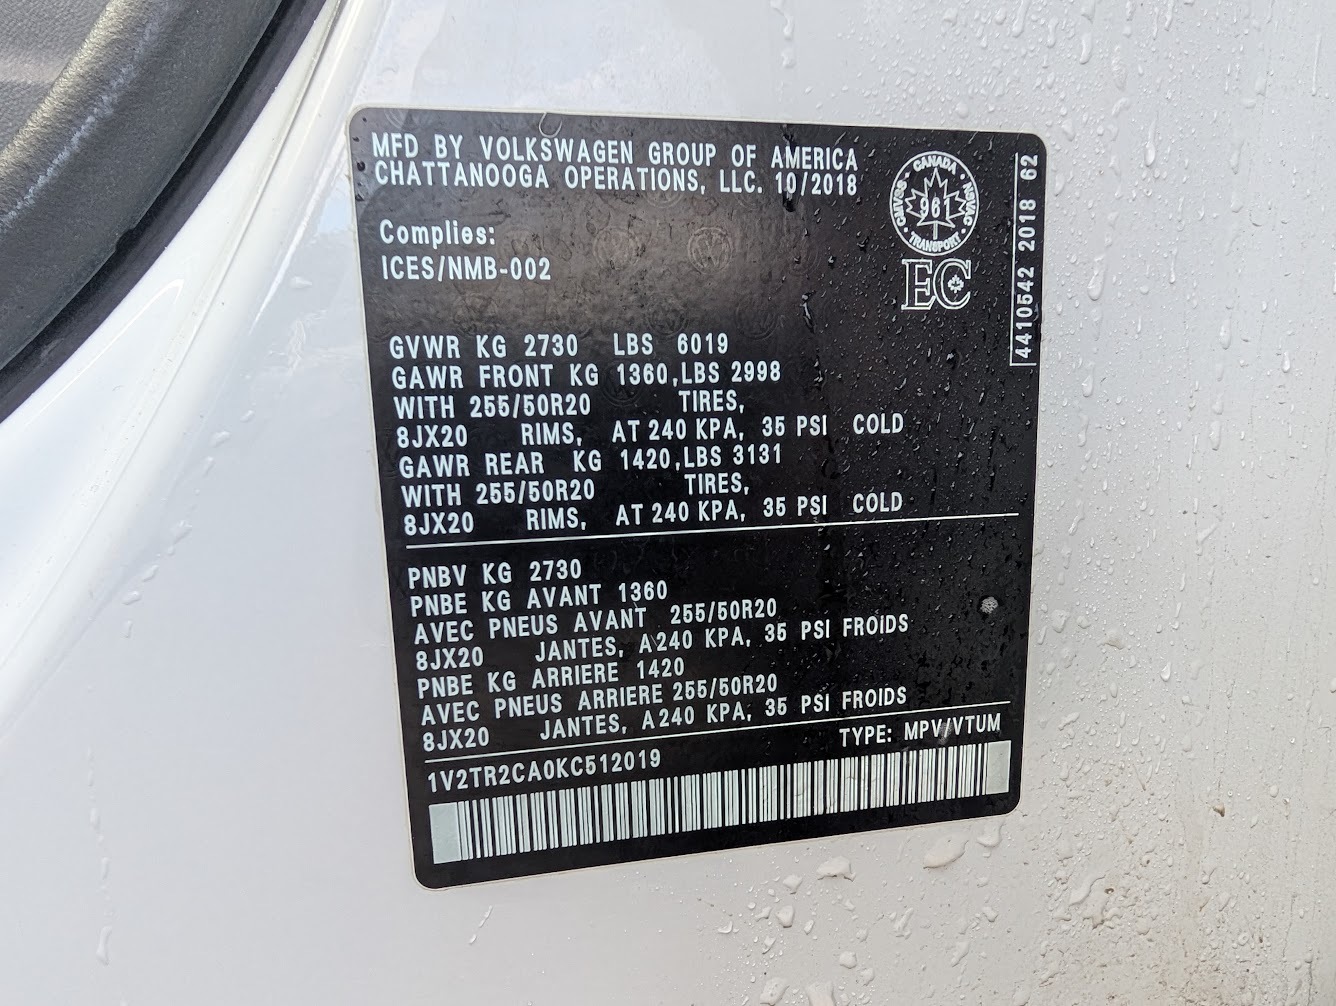 MFD BY VOLKSWAGEN GROUP OF AMERICA
CHATTANOOGA OPERATIONS, LLC. 10/2018
Complies:
ICES/NMB-002
CANADA
CMVSS
NSVAC
961
TRANSPORT
EC
4410542 2018 62
GVWR KG 2730 LBS 6019
GAWR FRONT KG 1360,LBS 2998
WITH 255/50R20 TIRES,
8JX20 RIMS, AT 240 KPA, 35 PSI COLD
GAWR REAR KG 1420,LBS 3131
WITH 255/50R20 TIRES,
8JX20 RIMS, AT 240 KPA, 35 PSI COLD
PNBV KG 2730
PNBE KG AVANT 1360
AVEC PNEUS AVANT 255/50R20
8JX20 JANTES, A240 KPA, 35 PSI FROIDS
PNBE KG ARRIERE 1420
AVEC PNEUS ARRIERE 255/50R20
8JX20 JANTES, A240 KPA, 35 PSI FROIDS
TYPE: MPV/VTUM
1V2TR2CA0KC512019